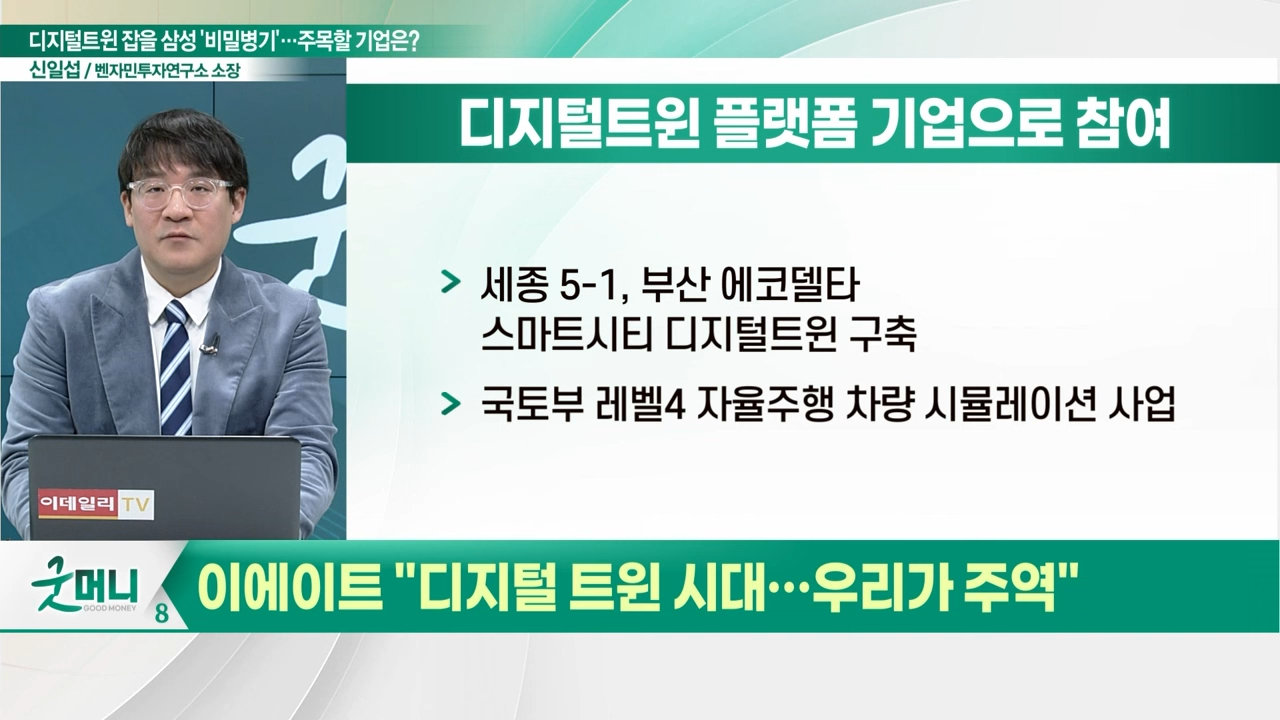 디지털트윈 잡을 삼성 '비밀병기'…주목할 기업은?
신일섭 / 벤자민투자연구소 소장
디지털트윈 플랫폼 기업으로 참여
> 세종 5-1, 부산 에코델타
스마트시티 디지털트윈 구축
> 국토부 레벨4 자율주행 차량 시뮬레이션 사업
이데일리 TV
굿머니
GOOD MONEY
8
이에이트 "디지털 트윈 시대…우리가 주역"